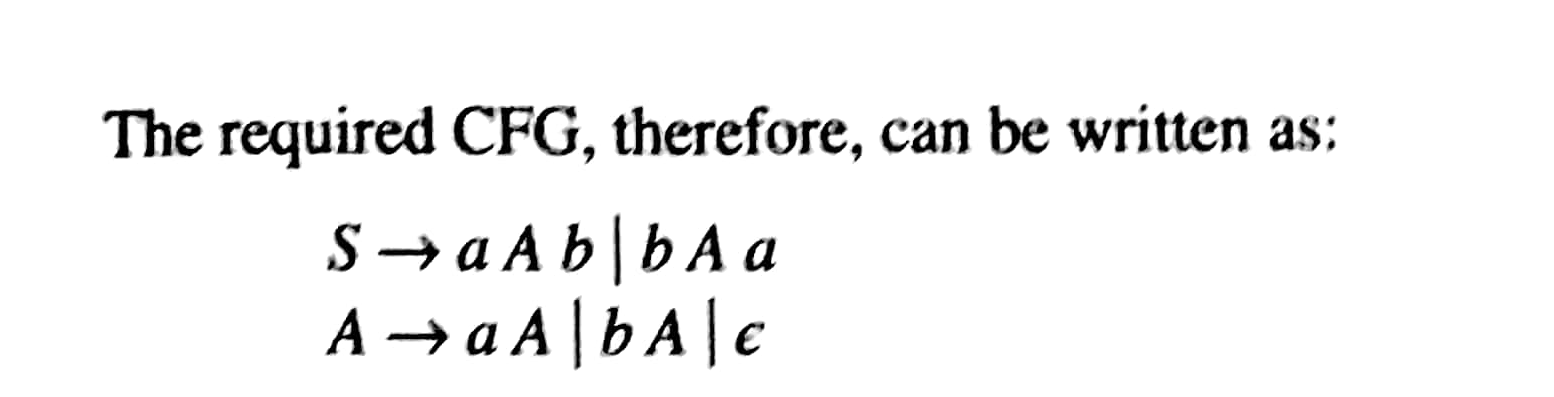 The required CFG, therefore, can be written as:
S → a A b | b A a
A → a A | b A | ϵ